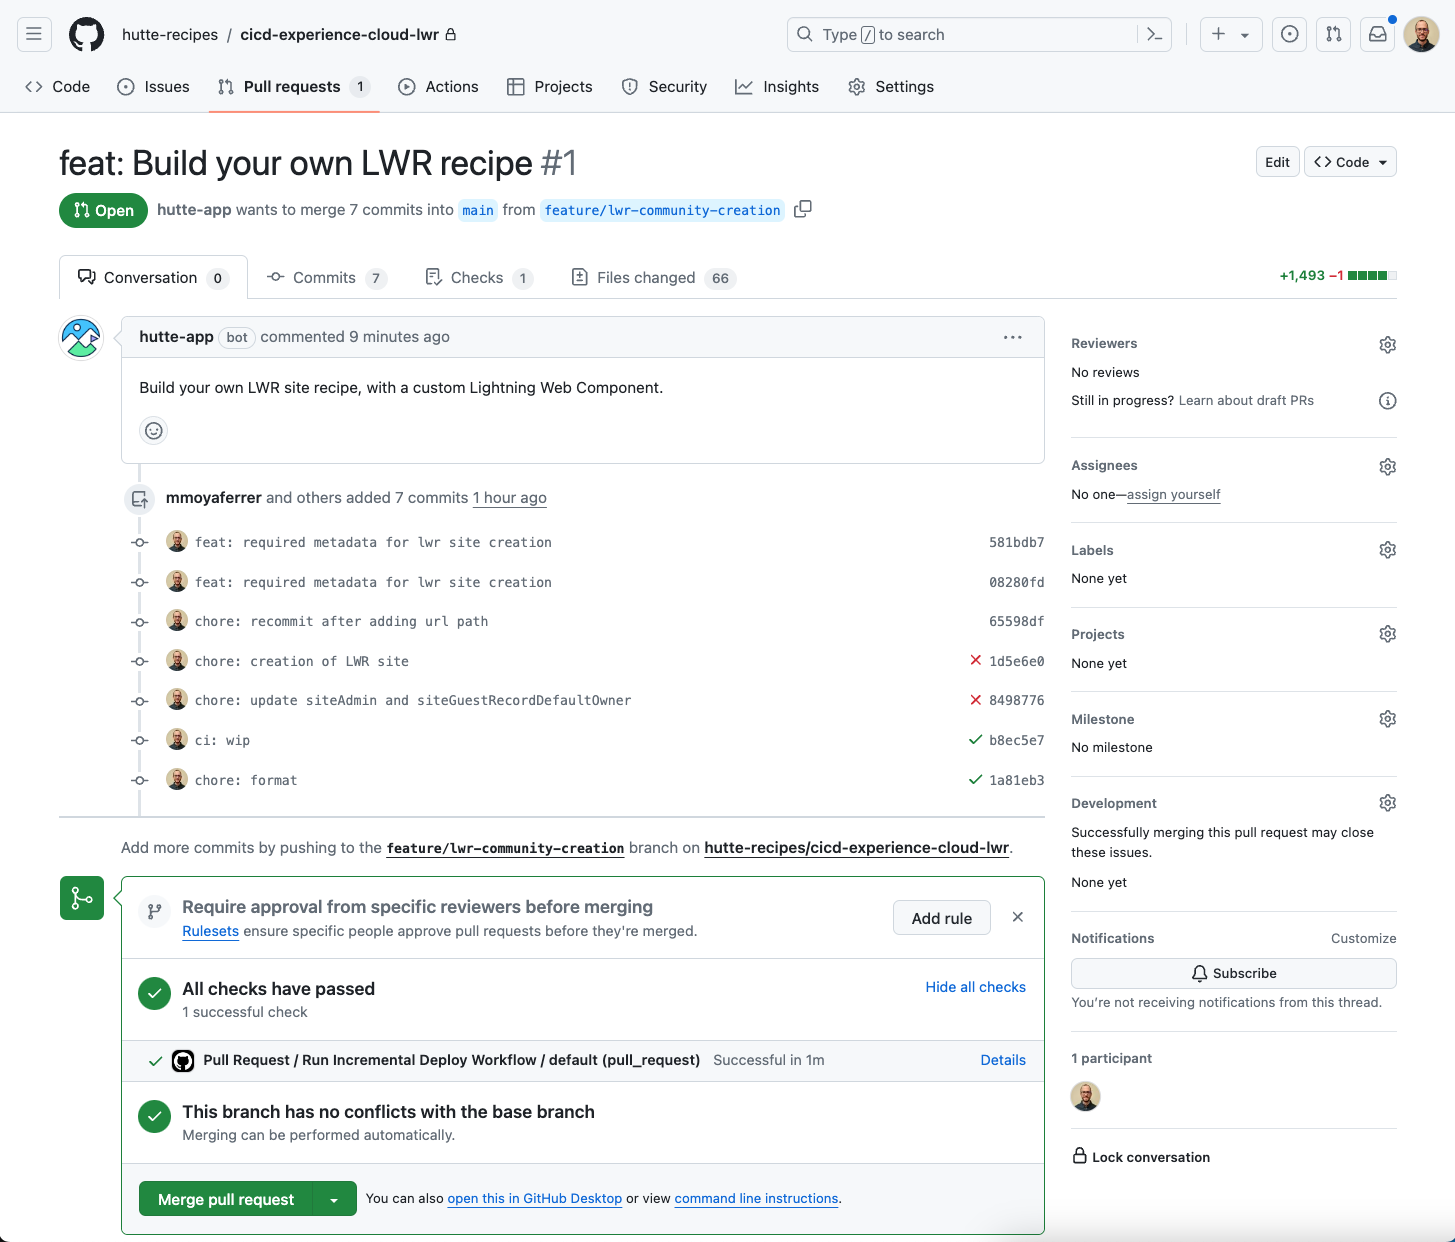 hutte-recipes / cicd-experience-cloud-lwr
Type / to search
Code
Issues
Pull requests 1
Actions
Projects
Security
Insights
Settings
feat: Build your own LWR recipe #1
Edit
Code
Open
hutte-app wants to merge 7 commits into main from feature/lwr-community-creation
Conversation 0
Commits 7
Checks 1
Files changed 66
+1,493 −1
hutte-app bot commented 9 minutes ago
Build your own LWR site recipe, with a custom Lightning Web Component.
mmoyaferrer and others added 7 commits 1 hour ago
feat: required metadata for lwr site creation 581bdb7
feat: required metadata for lwr site creation 08280fd
chore: recommit after adding url path 65598df
chore: creation of LWR site 1d5e6e0
chore: update siteAdmin and siteGuestRecordDefaultOwner 8498776
ci: wip b8ec5e7
chore: format 1a81eb3
Add more commits by pushing to the feature/lwr-community-creation branch on hutte-recipes/cicd-experience-cloud-lwr.
Require approval from specific reviewers before merging
Rulesets ensure specific people approve pull requests before they're merged.
Add rule
All checks have passed
1 successful check
Hide all checks
Pull Request / Run Incremental Deploy Workflow / default (pull_request) Successful in 1m
Details
This branch has no conflicts with the base branch
Merging can be performed automatically.
Merge pull request
You can also open this in GitHub Desktop or view command line instructions.
Reviewers
No reviews
Still in progress? Learn about draft PRs
Assignees
No one—assign yourself
Labels
None yet
Projects
None yet
Milestone
No milestone
Development
Successfully merging this pull request may close
these issues.
None yet
Notifications
Customize
Subscribe
You’re not receiving notifications from this thread.
1 participant
Lock conversation